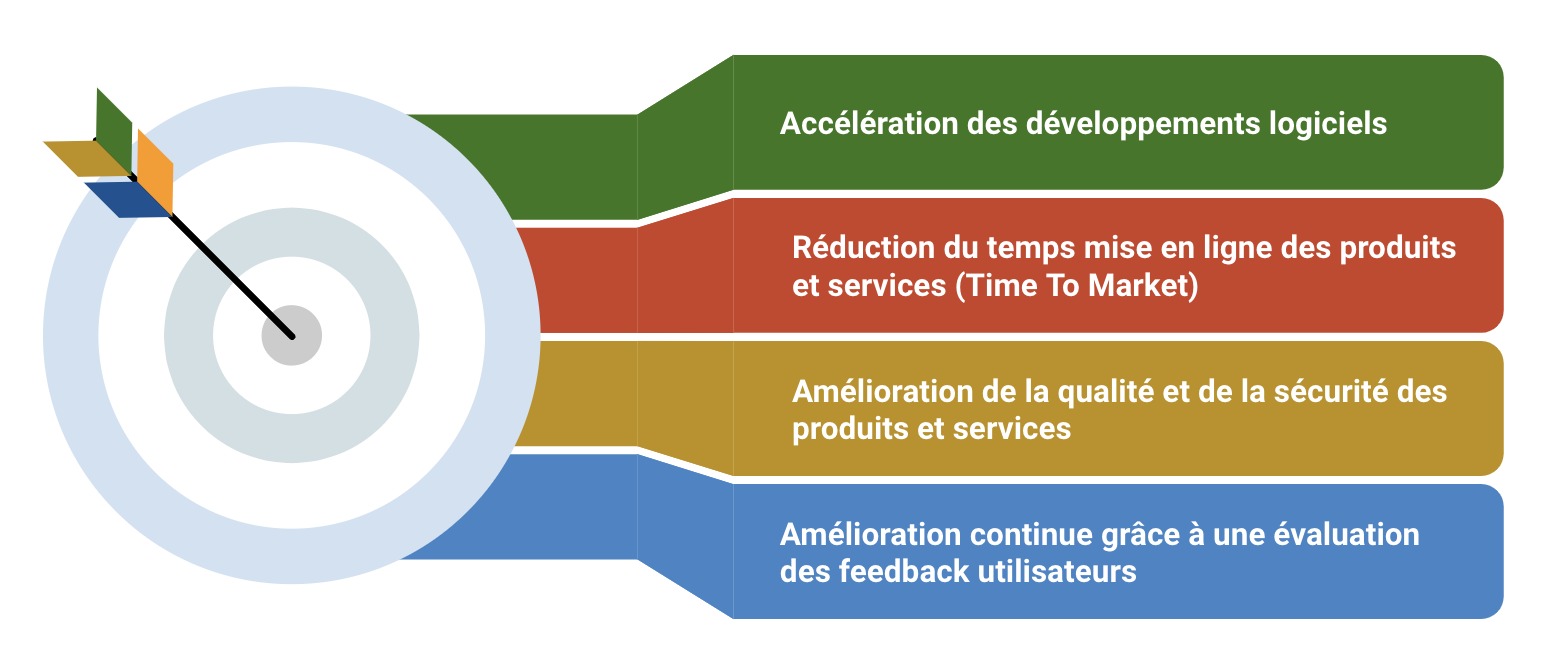 Accélération des développements logiciels
Réduction du temps mise en ligne des produits
et services (Time To Market)
Amélioration de la qualité et de la sécurité des
produits et services
Amélioration continue grâce à une évaluation
des feedback utilisateurs